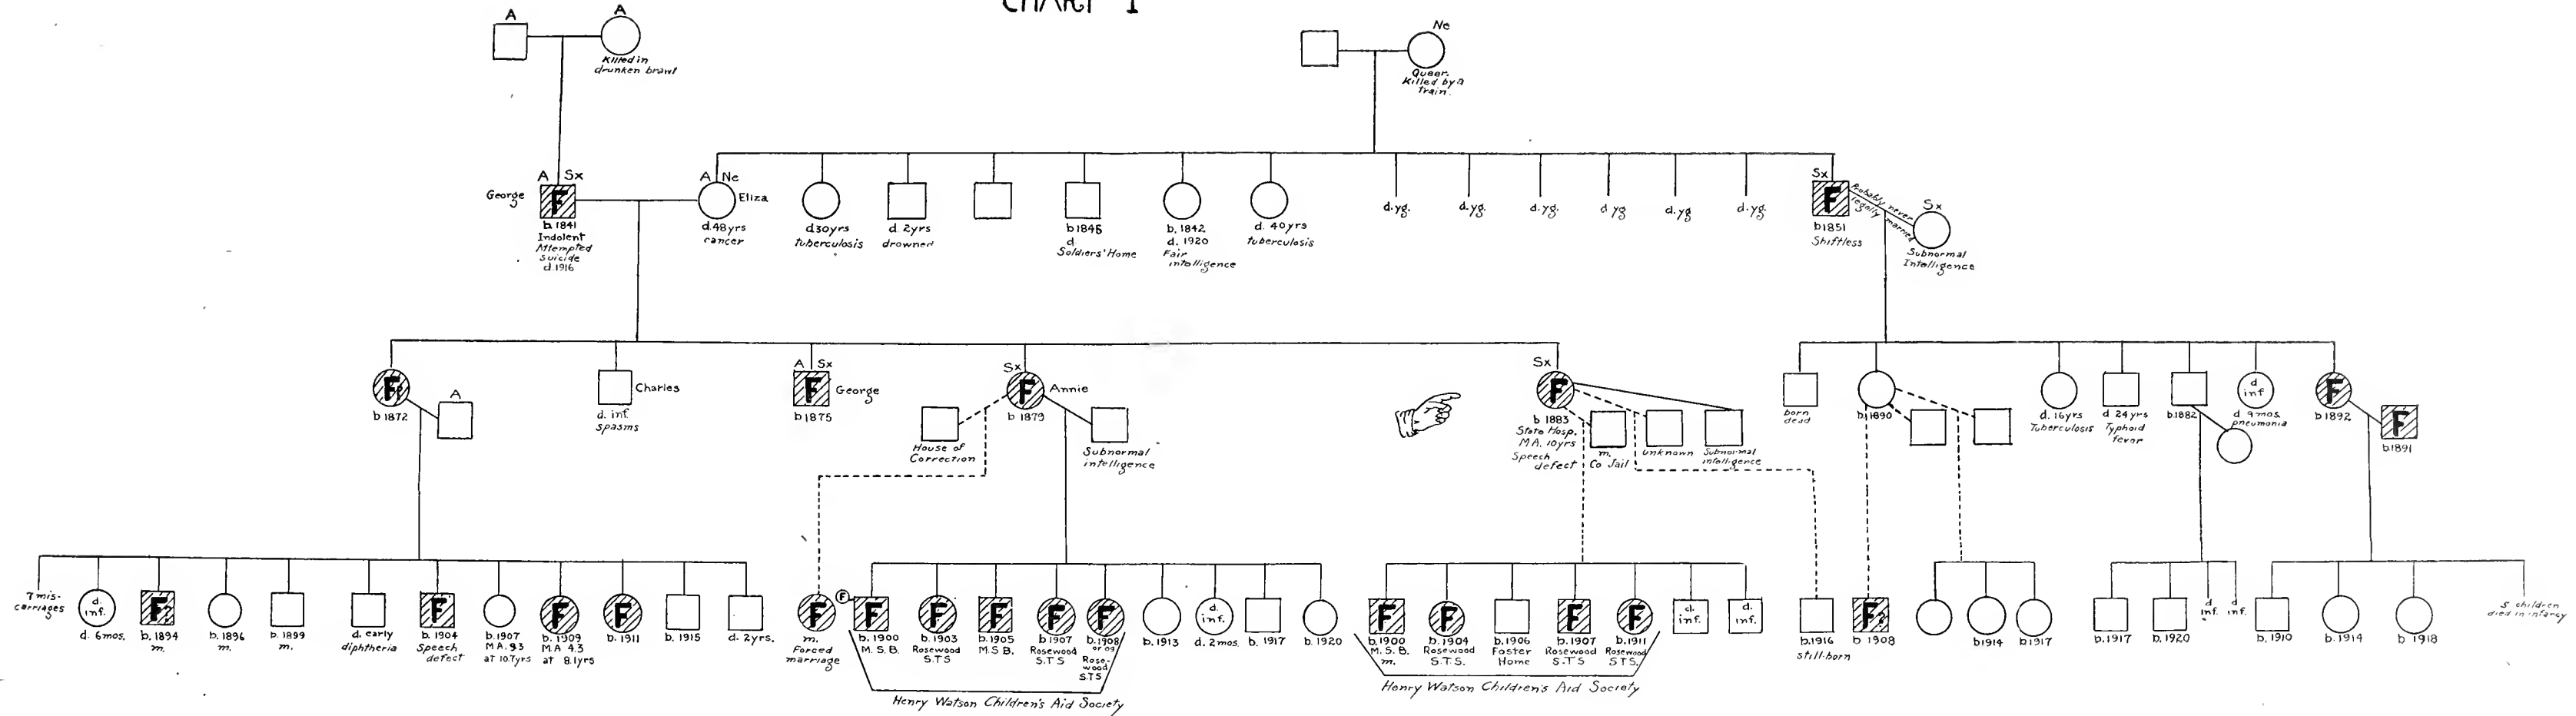 CHART I
A
A
Killed in
drunken brawl
Ne
Queer.
Killed by a
train.
George
A Sx
F
b. 1841
Indolent
Attempted
Suicide
d. 1916
A Ne
Eliza
d. 48 yrs
cancer
d 30 yrs
tuberculosis
d. 2 yrs
drowned
b 1845
d
Soldiers' Home
b. 1842
d. 1920
Fair
intelligence
d. 40 yrs
tuberculosis
d. yg.
d. yg.
d. yg.
d yg
d. yg
d. yg
Sx
F
b 1851
Shiftless
Probably never
legally married
Sx
Subnormal
Intelligence
F?
b 1872
A
Charles
d. inf
spasms
A Sx
F
George
b 1875
Sx
F
Annie
b 1879
House of
Correction
Subnormal
intelligence
Sx
F
b 1883
State Hosp.
M.A. 10 yrs
Speech
defect
m.
Co Jail
unknown
Subnormal
intelligence
born
dead
b. 1890
d. 16 yrs
Tuberculosis
d 24 yrs
Typhoid
fever
b. 1882
d
inf
d 9 mos.
pneumonia
F
b 1892
F
b. 1891
7 mis-
carriages
d.
inf.
d. 6 mos.
F?
b. 1894
m.
b. 1896
m.
b. 1899
m.
d. early
diphtheria
F
b. 1904
Speech
defect
b. 1907
M.A. 9.3
at 10.7 yrs
F
b. 1909
M.A 4.3
at 8.1 yrs
F
b. 1911
b. 1915
d. 2 yrs.
F
m.
Forced
marriage
F
F
b. 1900
M. S. B.
F
b. 1903
Rosewood
S.T.S
F
b. 1905
M.S B.
F
b. 1907
Rosewood
S.T.S
F
b. 1908
or 09
Rose-
wood
S.T.S
b. 1913
d.
inf.
d. 2 mos.
b. 1917
b. 1920
Henry Watson Children's Aid Society
F
b. 1900
M. S. B.
m.
F
b. 1904
Rosewood
S.T.S.
b. 1906
Foster
Home
F
b. 1907
Rosewood
S.T.S
F
b. 1911
Rosewood
S T S.
d.
inf.
d.
inf.
Henry Watson Children's Aid Society
b. 1916
still-born
F?
b 1908
b1914
b 1917
b. 1917
b. 1920
d
inf.
d
inf.
b. 1910
b. 1914
b 1918
5 children
died in infancy